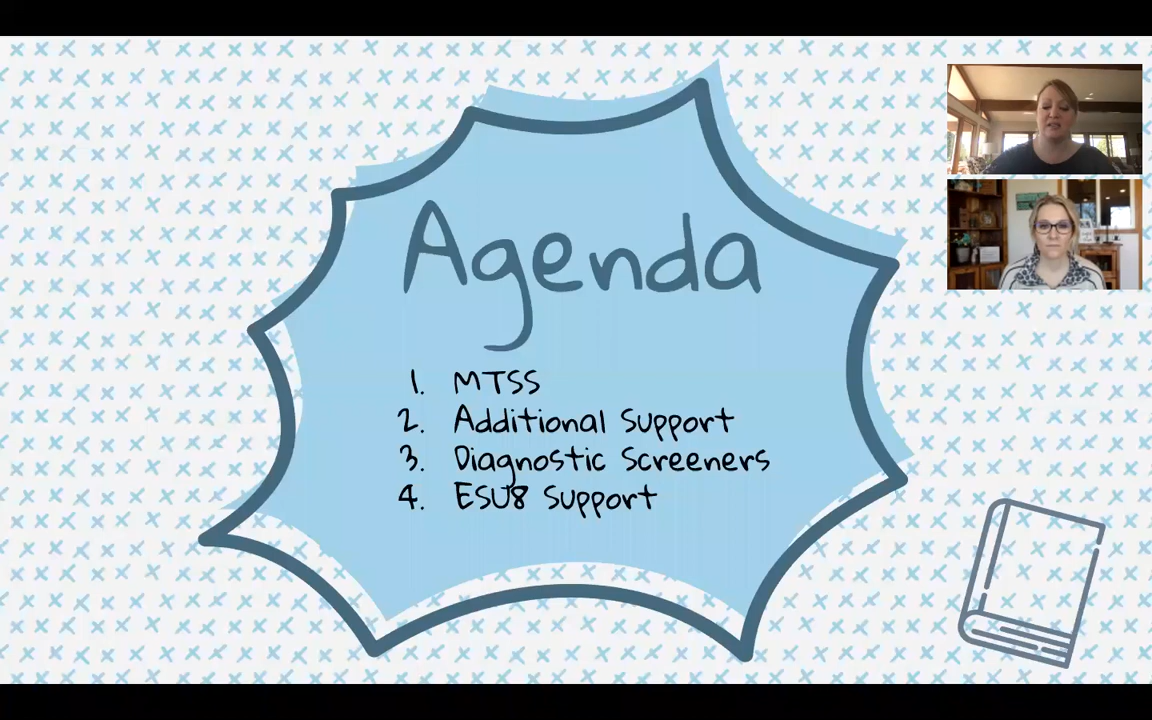 Agenda
1. MTSS
2. Additional Support
3. Diagnostic Screeners
4. ESU8 Support